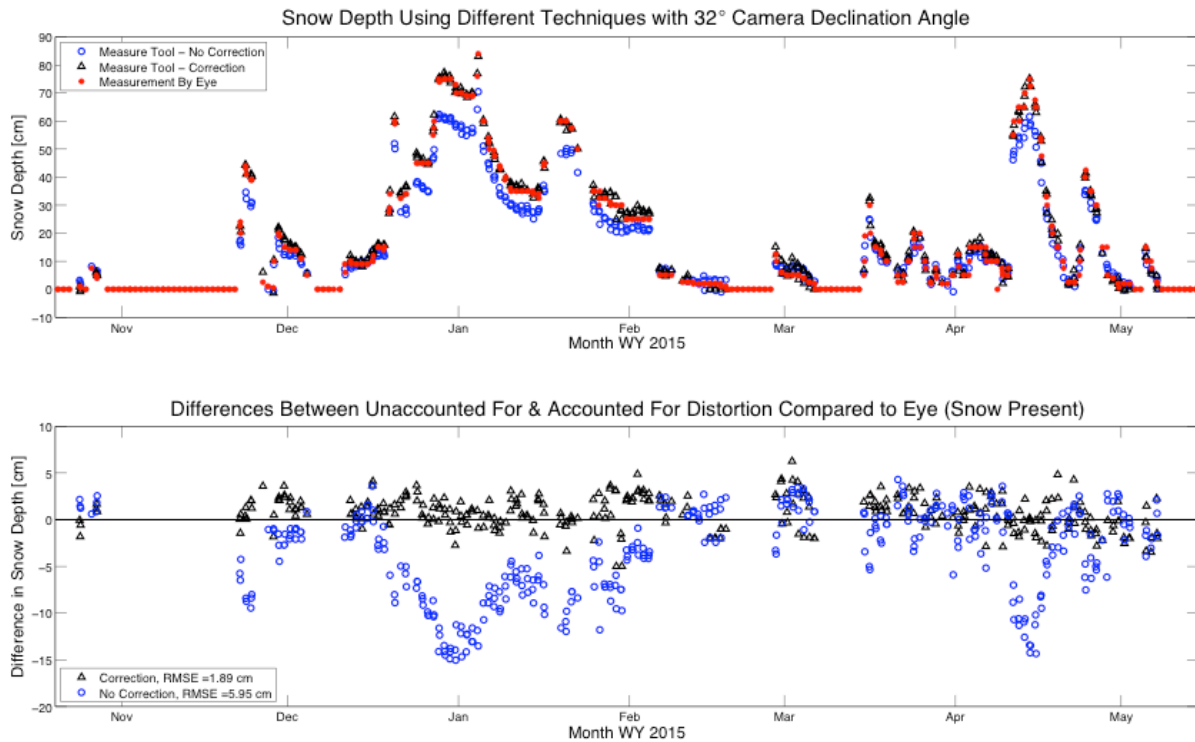 Snow Depth Using Different Techniques with 32° Camera Declination Angle
90
80
70
60
50
40
30
20
10
0
−10
Snow Depth [cm]
Measure Tool − No Correction
Measure Tool − Correction
Measurement By Eye
Nov Dec Jan Feb Mar Apr May
Month WY 2015
Differences Between Unaccounted For & Accounted For Distortion Compared to Eye (Snow Present)
10
5
0
−5
−10
−15
−20
Difference in Snow Depth [cm]
Correction, RMSE =1.89 cm
No Correction, RMSE =5.95 cm
Nov Dec Jan Feb Mar Apr May
Month WY 2015